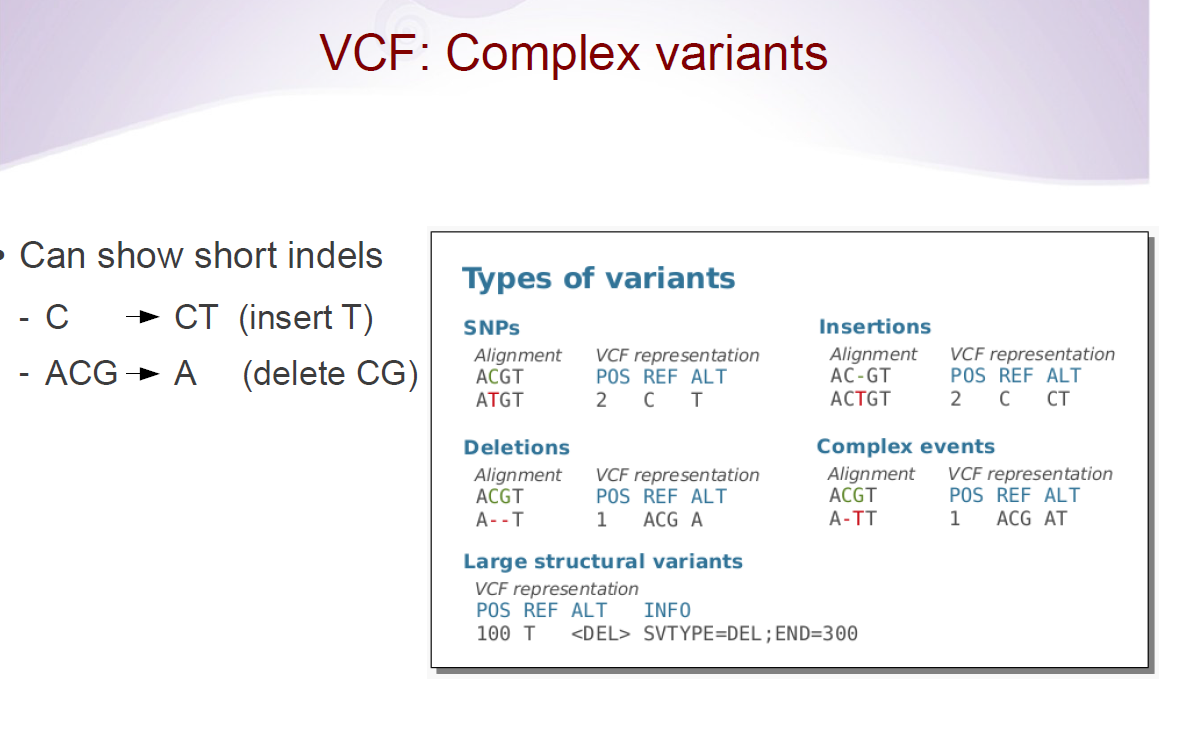 VCF: Complex variants
• Can show short indels
- C → CT (insert T)
- ACG → A (delete CG)
Types of variants
SNPs
Alignment VCF representation
ACGT POS REF ALT
ATGT 2 C T
Insertions
Alignment VCF representation
AC-GT POS REF ALT
ACTGT 2 C CT
Deletions
Alignment VCF representation
ACGT POS REF ALT
A--T 1 ACG A
Complex events
Alignment VCF representation
ACGT POS REF ALT
A-TT 1 ACG AT
Large structural variants
VCF representation
POS REF ALT INFO
100 T <DEL> SVTYPE=DEL;END=300